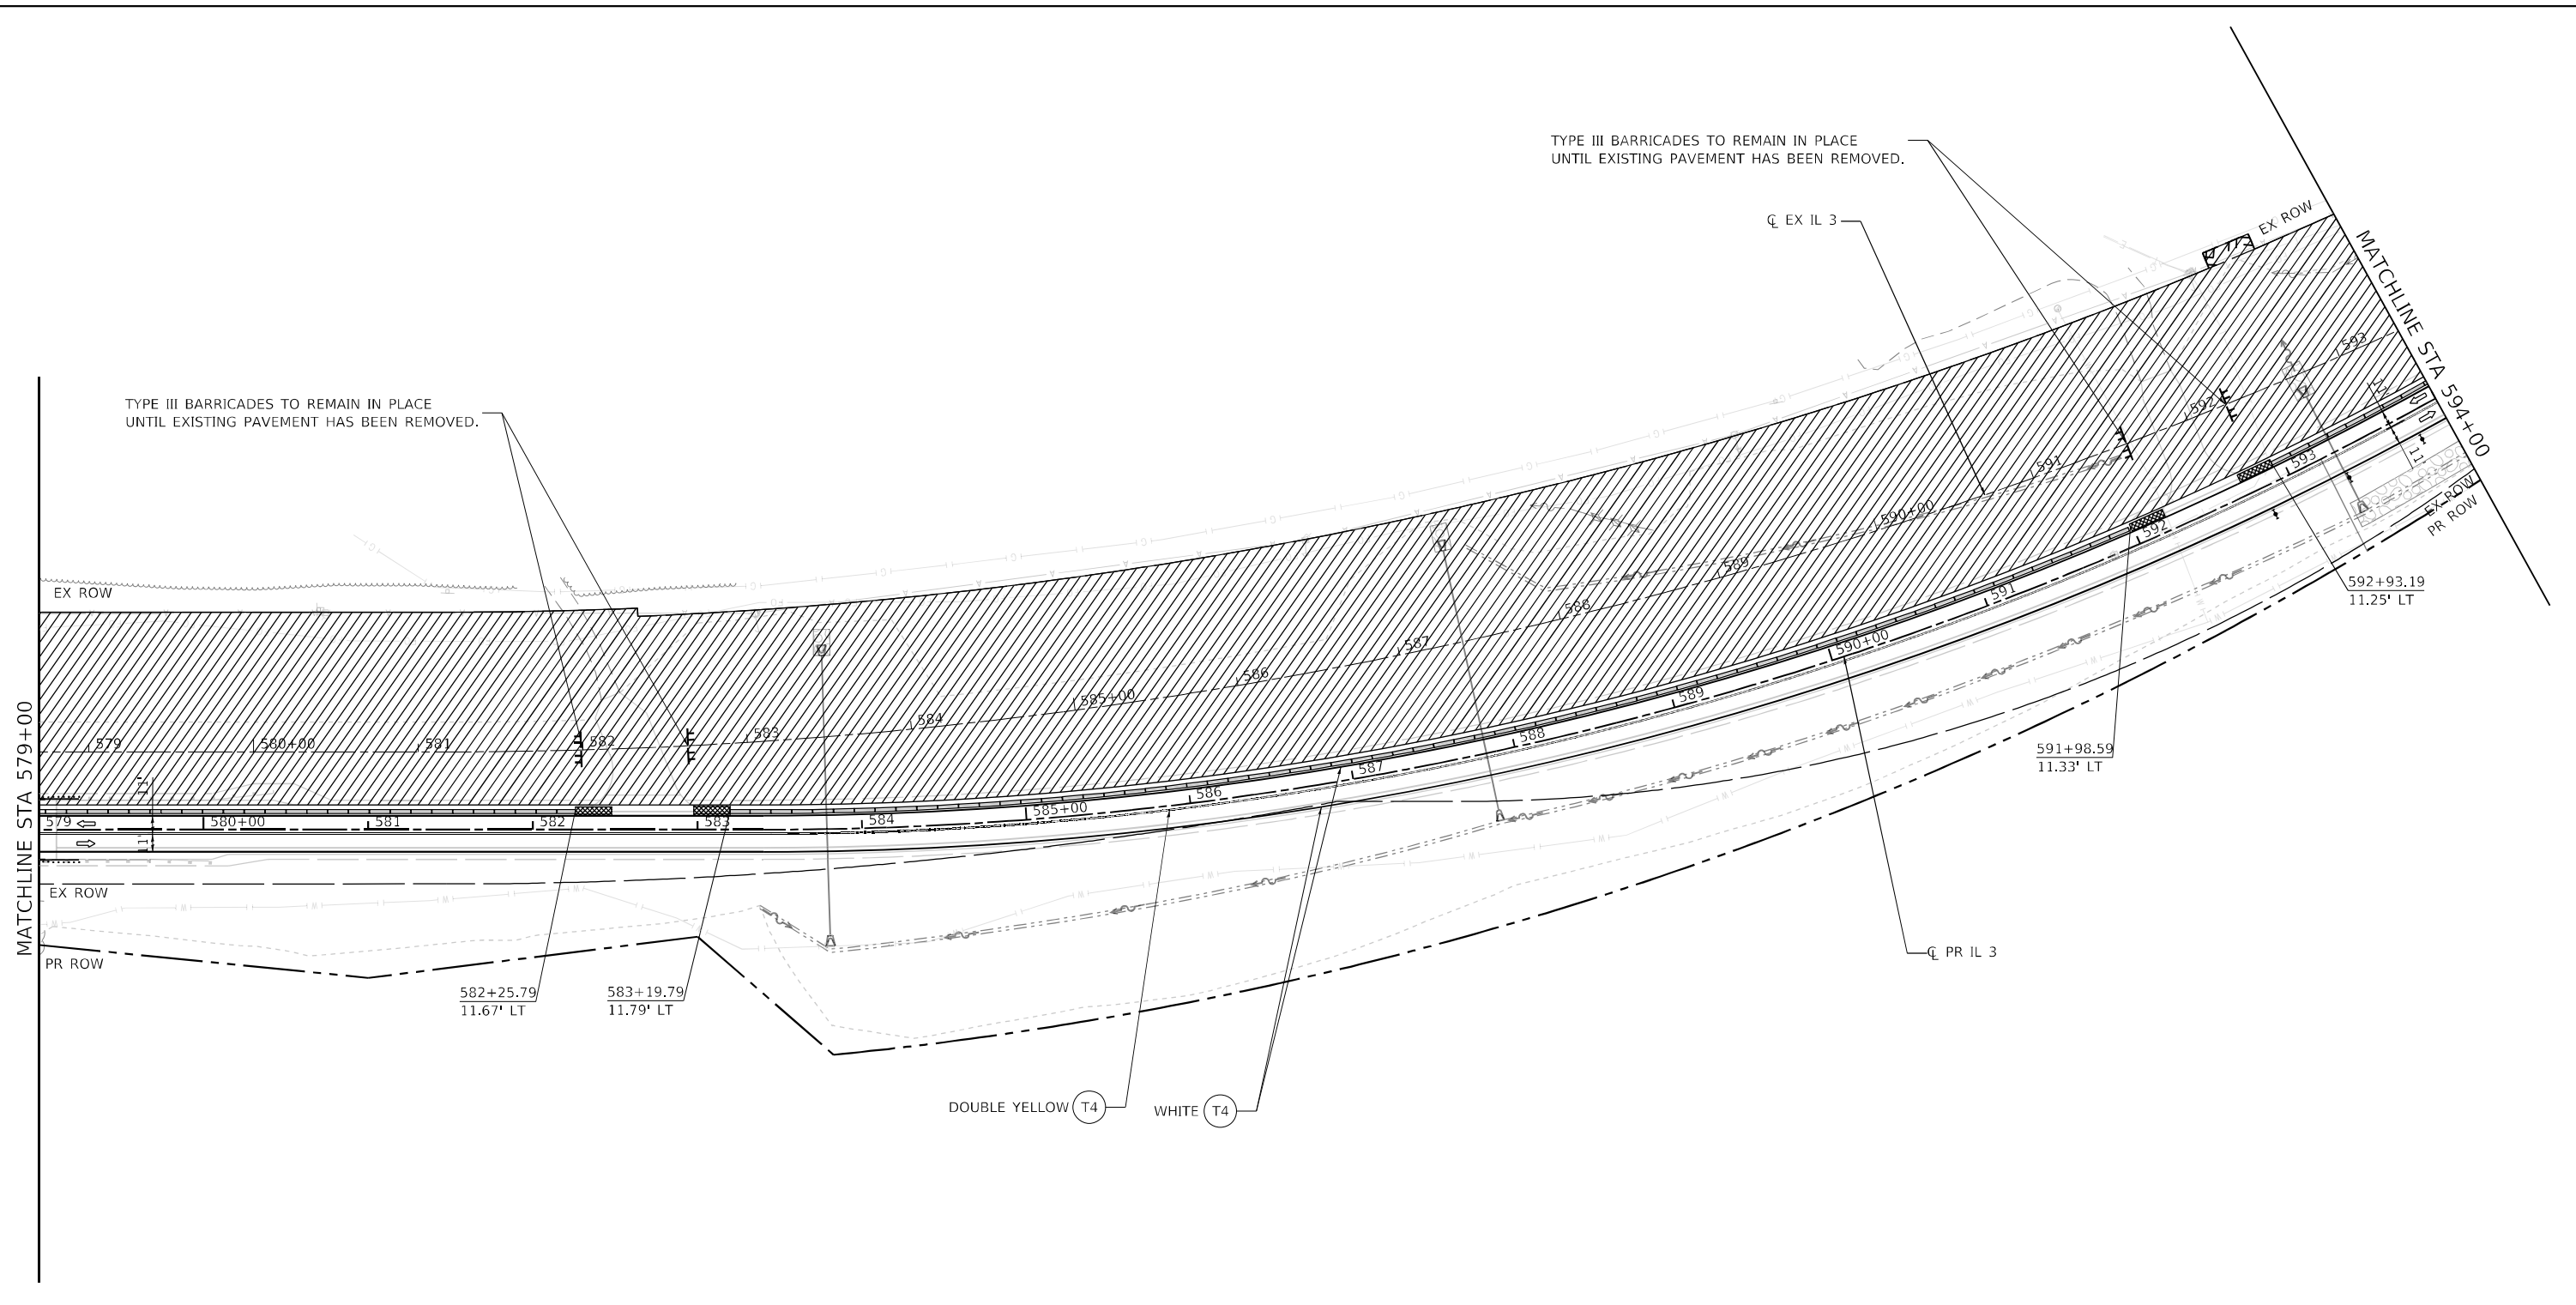 TYPE III BARRICADES TO REMAIN IN PLACE
UNTIL EXISTING PAVEMENT HAS BEEN REMOVED.
℄ EX IL 3
EX ROW
MATCHLINE STA 594+00
TYPE III BARRICADES TO REMAIN IN PLACE
UNTIL EXISTING PAVEMENT HAS BEEN REMOVED.
EX ROW
579
580+00
581
582
583
584
585+00
586
587
588
589
590+00
591
592
593
11'
11'
EX ROW
PR ROW
592+93.19
11.25' LT
591+98.59
11.33' LT
MATCHLINE STA 579+00
11'
11'
579
580+00
581
582
583
584
585+00
586
587
588
589
590+00
591
592
593
EX ROW
PR ROW
582+25.79
11.67' LT
583+19.79
11.79' LT
℄ PR IL 3
DOUBLE YELLOW T4
WHITE T4